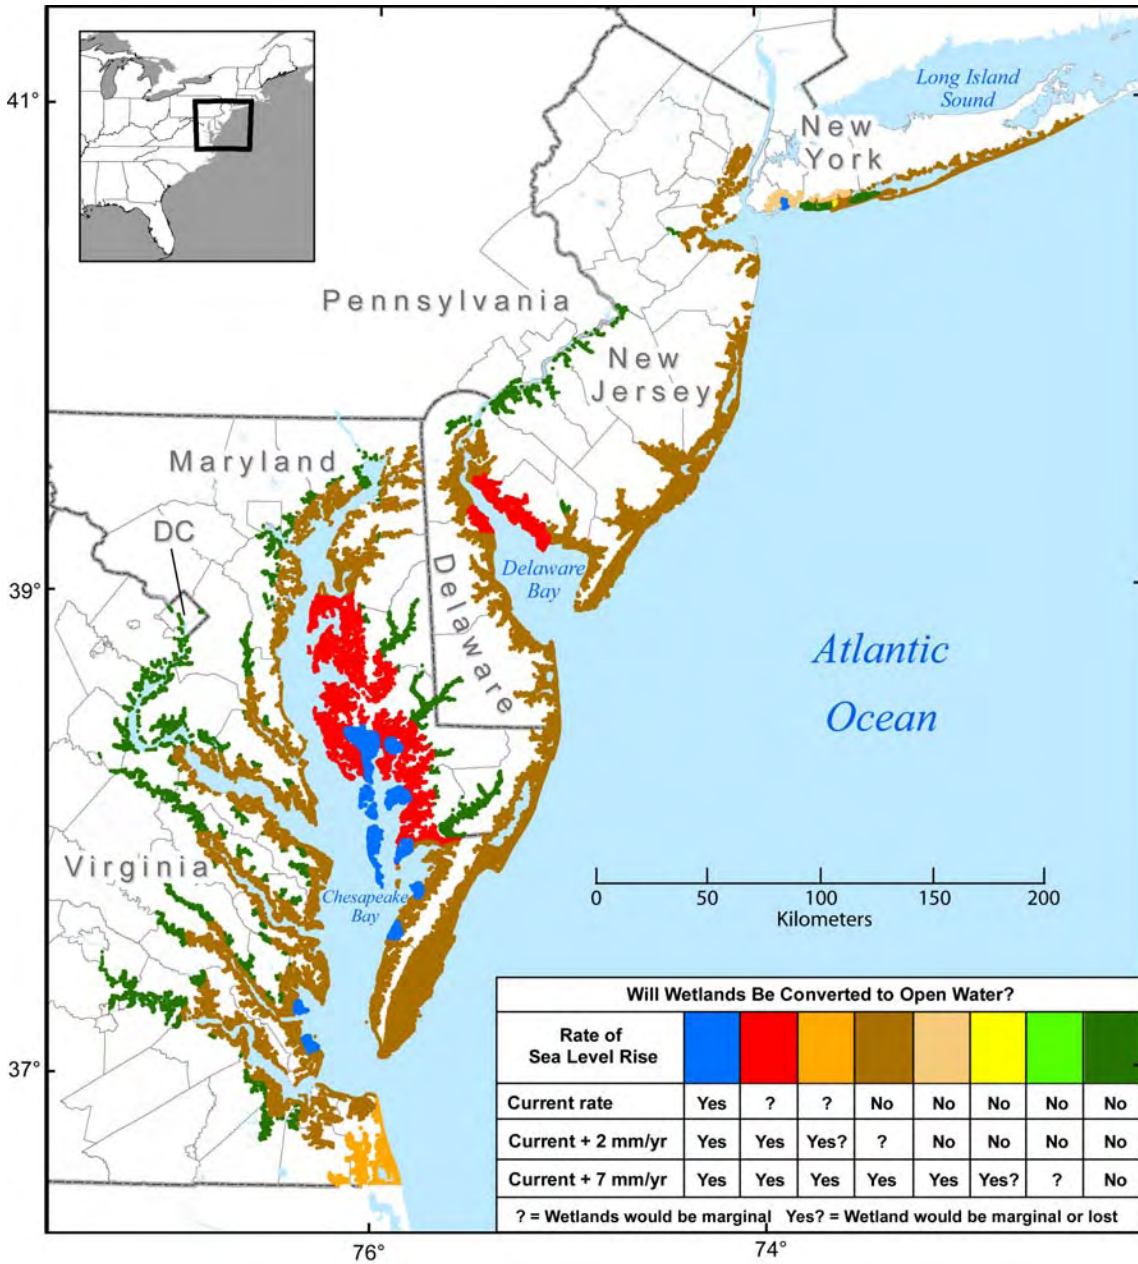 41°
Long Island
Sound
New
York
Pennsylvania
New
Jersey
Maryland
DC
39°
Delaware
Delaware
Bay
Atlantic
Ocean
Virginia
Chesapeake
Bay
0 50 100 150 200
Kilometers
Will Wetlands Be Converted to Open Water?
Rate of
Sea Level Rise
Current rate Yes ? ? No No No No No
Current + 2 mm/yr Yes Yes Yes? ? No No No No
Current + 7 mm/yr Yes Yes Yes Yes Yes Yes? ? No
? = Wetlands would be marginal Yes? = Wetland would be marginal or lost
37°
76° 74°